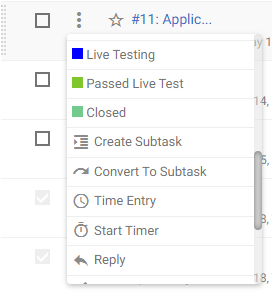 #11: Applic...
Live Testing
Passed Live Test
Closed
Create Subtask
Convert To Subtask
Time Entry
Start Timer
Reply